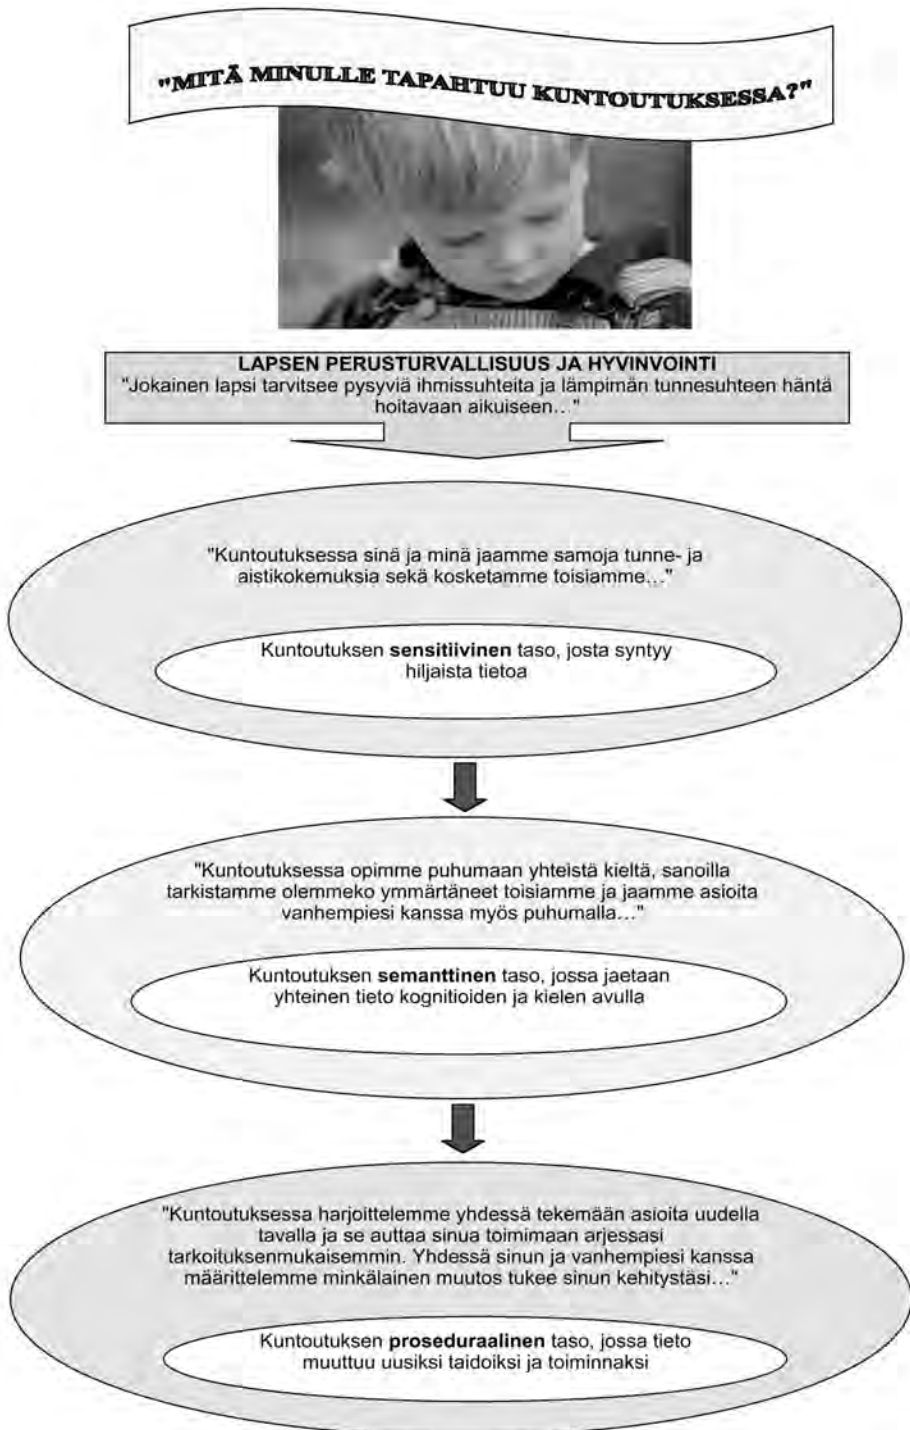 "MITÄ MINULLE TAPAHTUU KUNTOUTUKSESSA?"
LAPSEN PERUSTURVALLISUUS JA HYVINVOINTI
"Jokainen lapsi tarvitsee pysyviä ihmissuhteita ja lämpimän tunnesuhteen häntä
hoitavaan aikuiseen…"
"Kuntoutuksessa sinä ja minä jaamme samoja tunne- ja
aistikokemuksia sekä kosketamme toisiamme…"
Kuntoutuksen sensitiivinen taso, josta syntyy
hiljaista tietoa
"Kuntoutuksessa opimme puhumaan yhteistä kieltä, sanoilla
tarkistamme olemmeko ymmärtäneet toisiamme ja jaamme asioita
vanhempiesi kanssa myös puhumalla…"
Kuntoutuksen semanttinen taso, jossa jaetaan
yhteinen tieto kognitioiden ja kielen avulla
"Kuntoutuksessa harjoittelemme yhdessä tekemään asioita uudella
tavalla ja se auttaa sinua toimimaan arjessasi
tarkoituksenmukaisemmin. Yhdessä sinun ja vanhempiesi kanssa
määrittelemme minkälainen muutos tukee sinun kehitystäsi…"
Kuntoutuksen proseduraalinen taso, jossa tieto
muuttuu uusiksi taidoiksi ja toiminnaksi